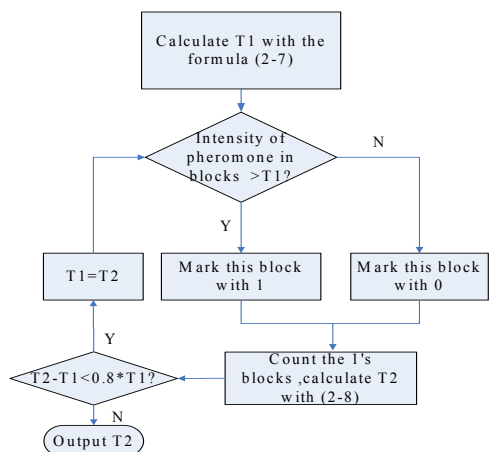 Calculate T1 with the
formula (2-7)
Intensity of
pheromone in
blocks >T1?
N
Y
T1=T2
Mark this block
with 1
Mark this block
with 0
Y
Count the 1's
blocks ,calculate T2
with (2-8)
T2-T1<0.8*T1?
N
Output T2